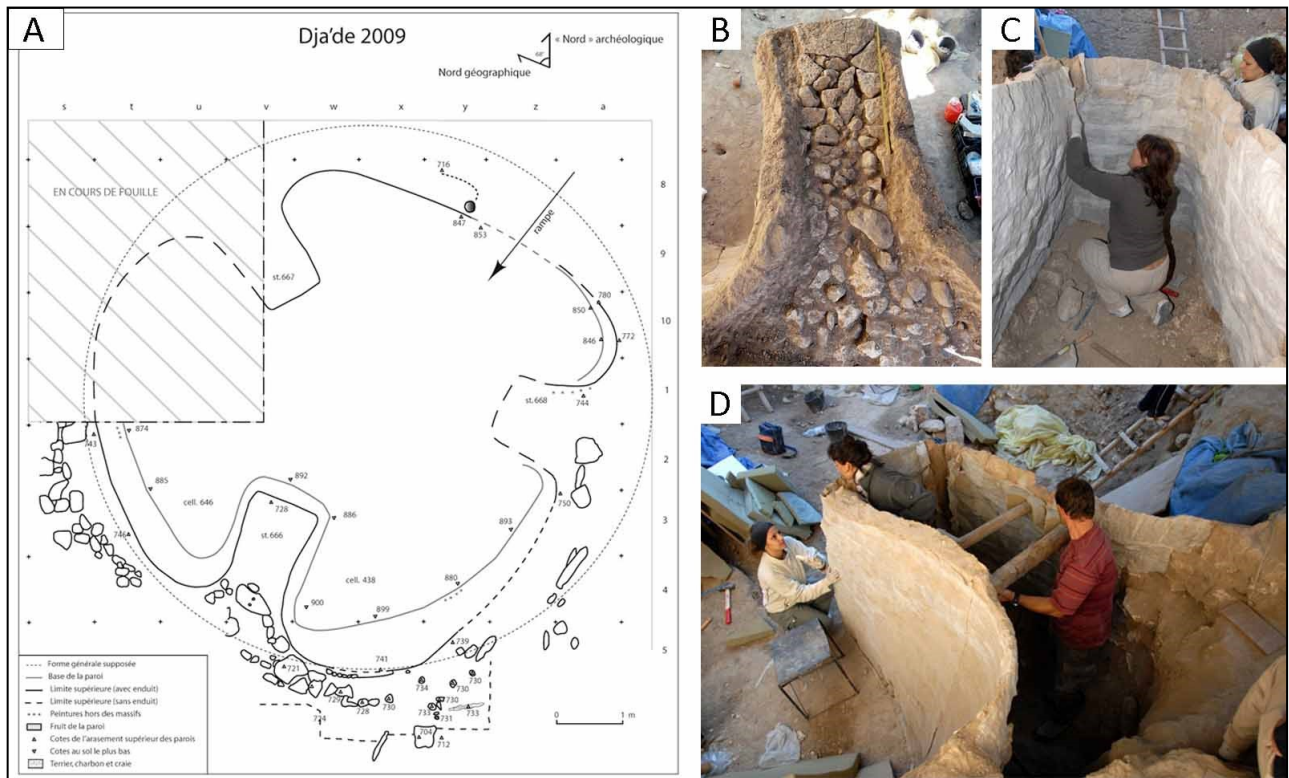 A
Dja'de 2009
« Nord » archéologique
68°
Nord géographique
s t u v w x y z a
EN COURS DE FOUILLE
716
8
847
853
rampe
9
st.667
780
850
10
846
772
1
st.668
744
743
874
2
892
885
cell. 646
728
886
750
893
3
746
st.666
880
4
cell. 438
900
899
739
741
5
721
734
730
730
729
728
730
730
733
731
733
724
704
712
Forme générale supposée
Base de la paroi
Limite supérieure (avec enduit)
Limite supérieure (sans enduit)
Peintures hors des massifs
Fruit de la paroi
Cotes de l'arasement supérieur des parois
Cotes au sol le plus bas
Terrier, charbon et craie
0 1 m
B
C
D